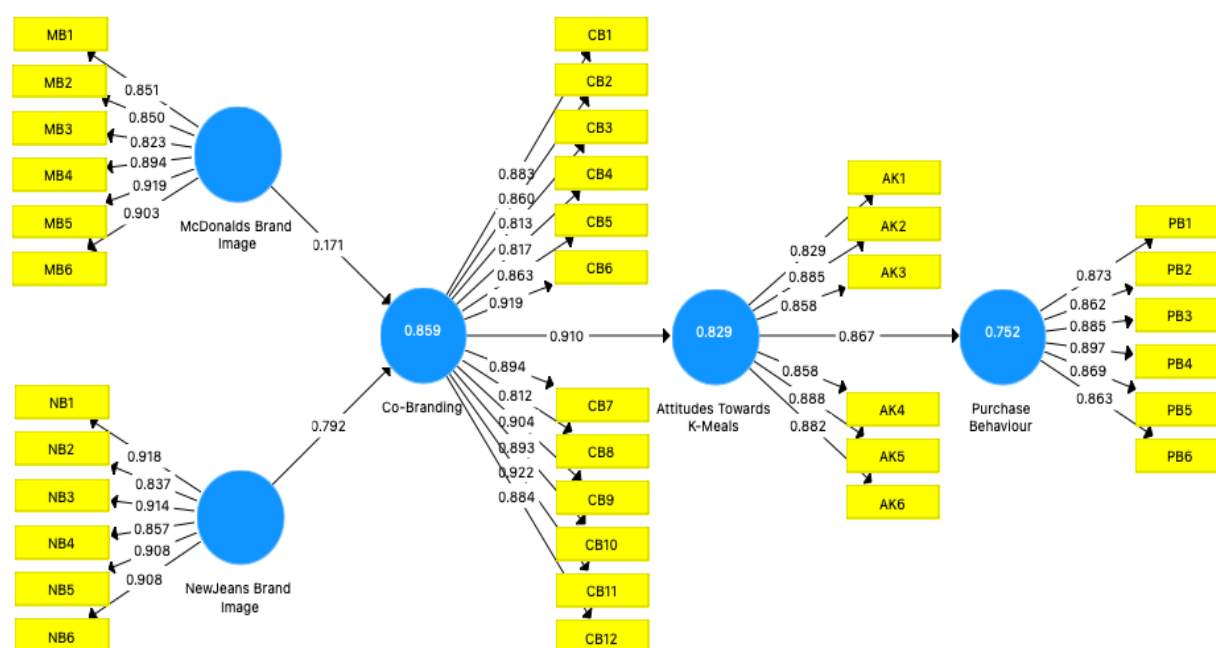 MB1
MB2
MB3
MB4
MB5
MB6
0.851
0.850
0.823
0.894
0.919
0.903
McDonalds Brand
Image
0.171
NB1
NB2
NB3
NB4
NB5
NB6
0.918
0.837
0.914
0.857
0.908
0.908
NewJeans Brand
Image
0.792
0.859
Co-Branding
CB1
CB2
CB3
CB4
CB5
CB6
0.883
0.860
0.813
0.817
0.863
0.919
0.910
0.894
0.812
0.904
0.893
0.922
0.884
CB7
CB8
CB9
CB10
CB11
CB12
AK1
AK2
AK3
0.829
0.885
0.858
0.829
Attitudes Towards
K-Meals
0.867
0.858
0.888
0.882
AK4
AK5
AK6
0.752
Purchase
Behaviour
PB1
PB2
PB3
PB4
PB5
PB6
0.873
0.862
0.885
0.897
0.869
0.863